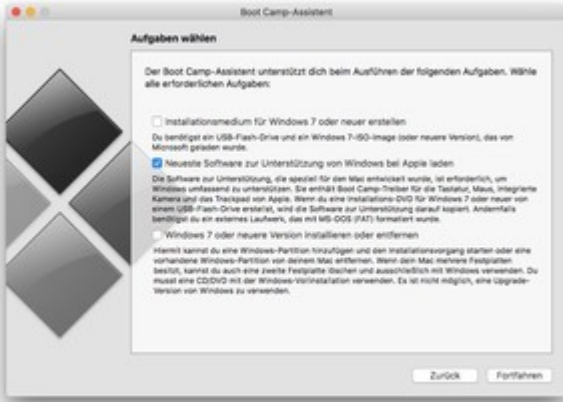 Boot Camp-Assistent
Aufgaben wählen
Der Boot Camp-Assistent unterstützt dich beim Ausführen der folgenden Aufgaben. Wähle
alle erforderlichen Aufgaben:
Installationsmedium für Windows 7 oder neuer erstellen
Du benötigst ein USB-Flash-Drive und ein Windows 7-ISO-Image (oder neuere Version), das von
Microsoft geladen wurde.
Neueste Software zur Unterstützung von Windows bei Apple laden
Die Software zur Unterstützung, die speziell für den Mac entwickelt wurde, ist erforderlich, um
Windows umfassend zu unterstützen. Sie enthält Boot Camp-Treiber für die Tastatur, Maus, integrierte
Kamera und das Trackpad von Apple. Wenn du eine Installations-DVD für Windows 7 oder neuer von
einem USB-Flash-Drive erstellst, wird die Software zur Unterstützung darauf kopiert. Andernfalls
benötigst du ein externes Laufwerk, das mit MS-DOS (FAT) formatiert wurde.
Windows 7 oder neuere Version installieren oder entfernen
Hiermit kannst du eine Windows-Partition hinzufügen und den Installationsvorgang starten oder eine
vorhandene Windows-Partition von deinem Mac entfernen. Wenn dein Mac mehrere Festplatten
besitzt, kannst du auch eine zweite Festplatte löschen und ausschließlich mit Windows verwenden. Du
musst eine CD/DVD mit der Windows-Vollinstallation verwenden. Es ist nicht möglich, eine Upgrade-
Version von Windows zu verwenden.
Zurück
Fortfahren